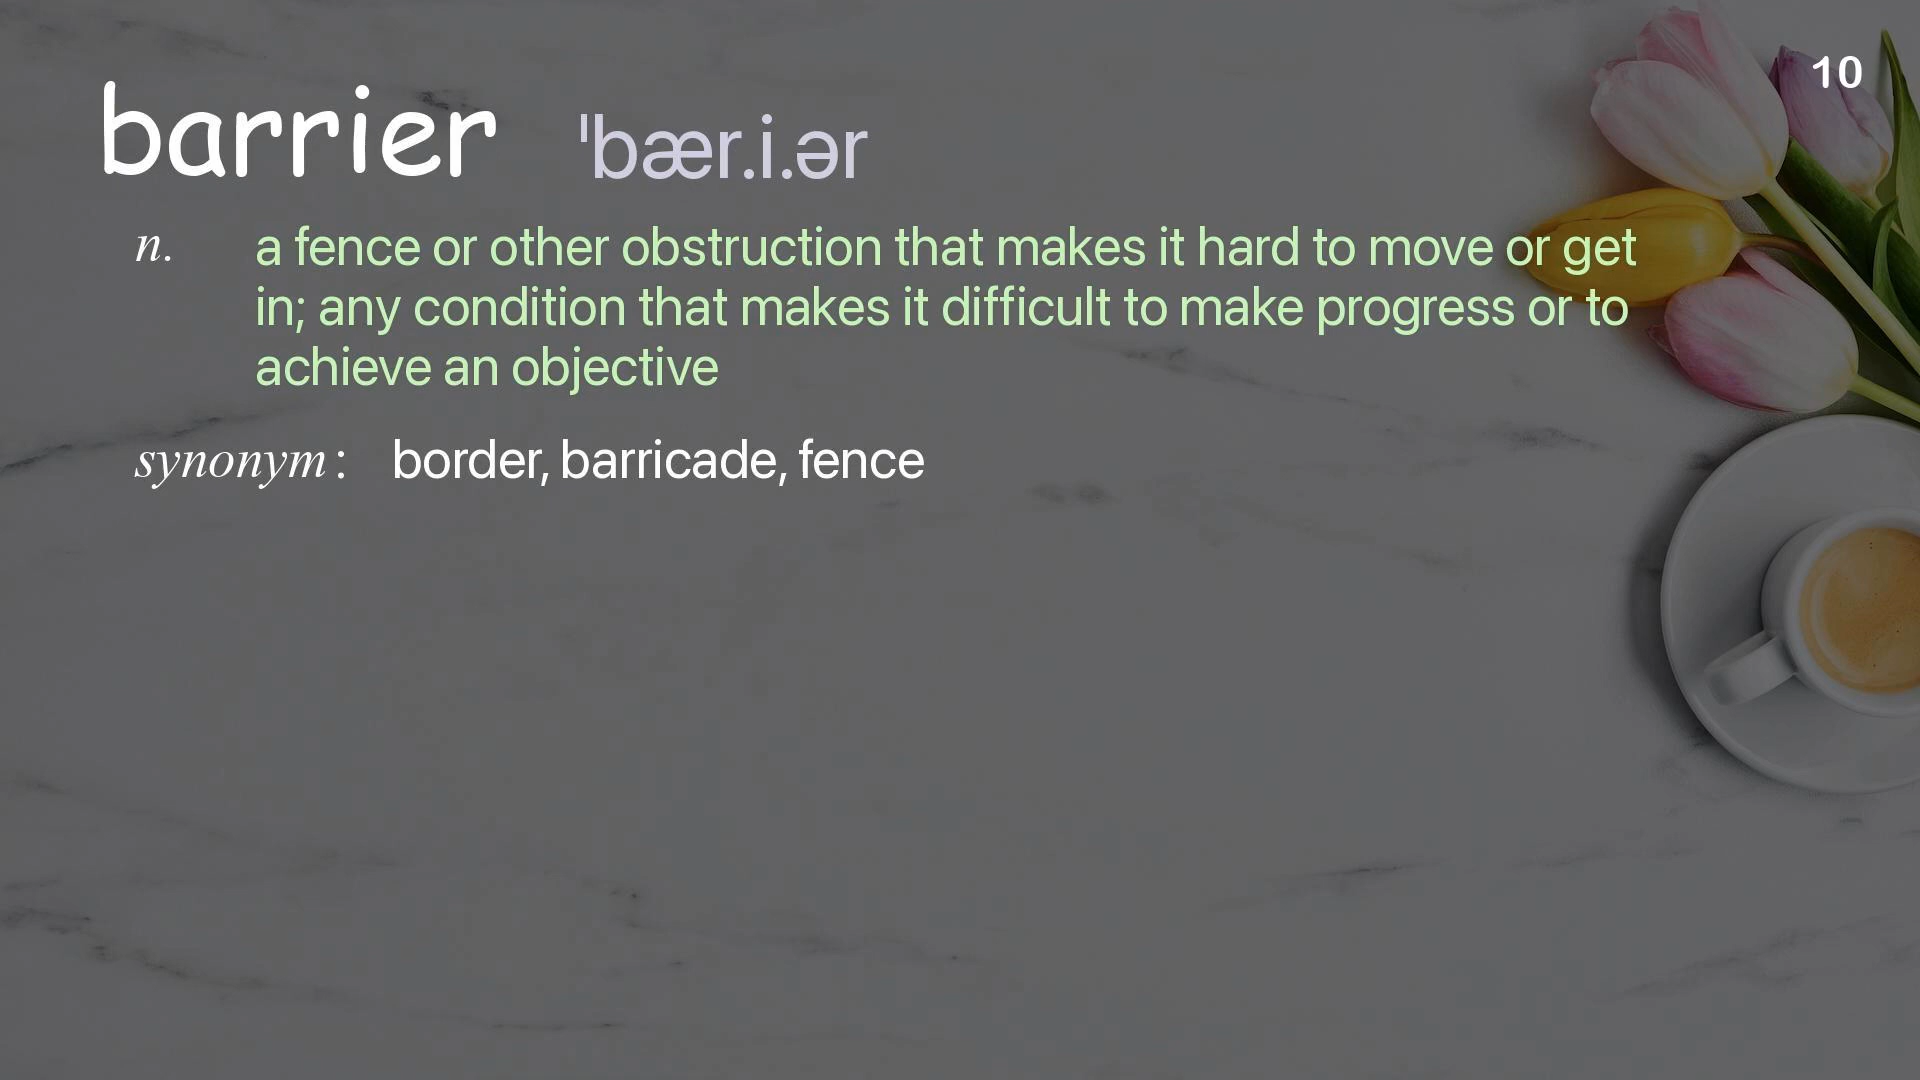 10
barrier ˈbær.i.ər
n. a fence or other obstruction that makes it hard to move or get
in; any condition that makes it difficult to make progress or to
achieve an objective
synonym: border, barricade, fence